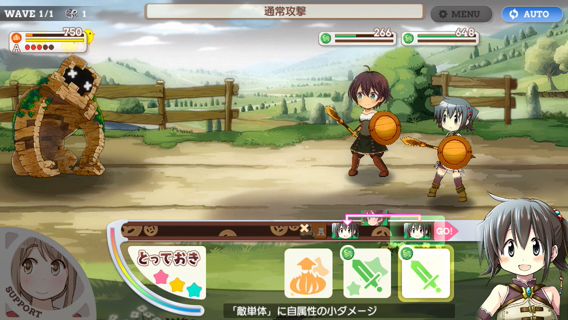 WAVE 1/1 1
通常攻撃
MENU
AUTO
750
266
648
GO!
とっておき
SUPPORT
「敵単体」に自属性の小ダメージ